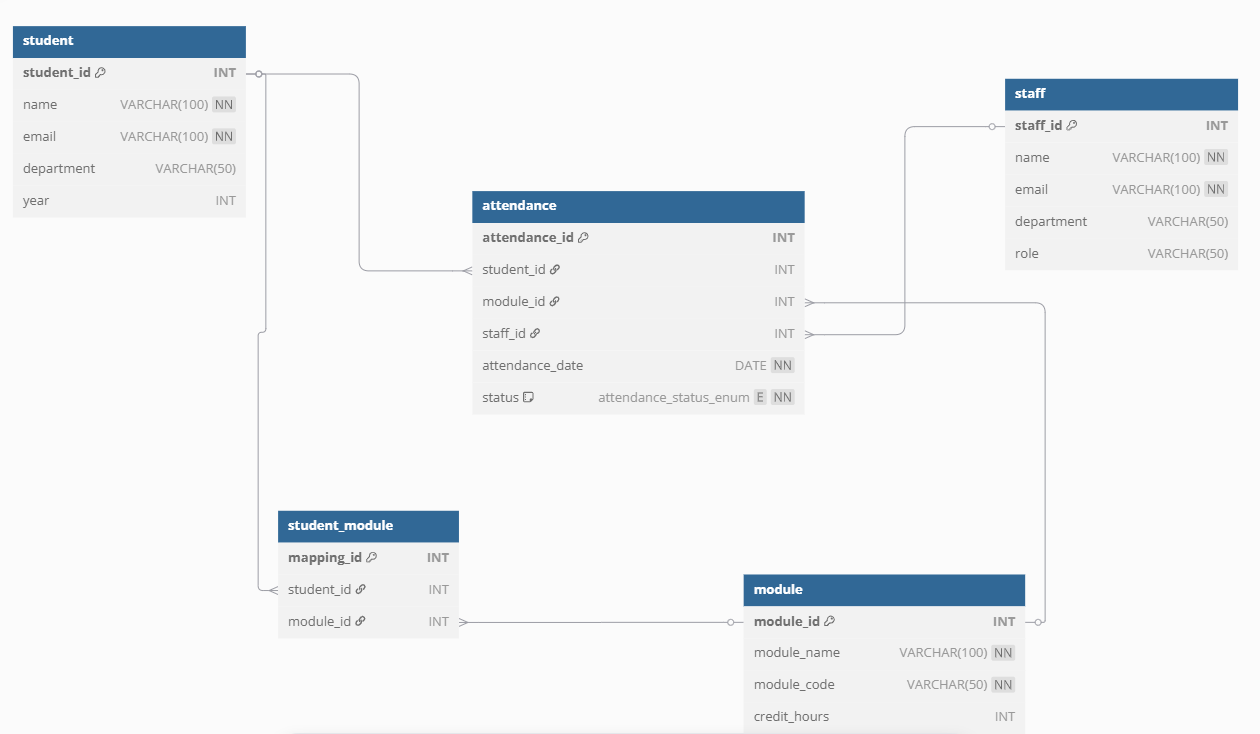 student
student_id INT
name VARCHAR(100) NN
email VARCHAR(100) NN
department VARCHAR(50)
year INT
staff
staff_id INT
name VARCHAR(100) NN
email VARCHAR(100) NN
department VARCHAR(50)
role VARCHAR(50)
attendance
attendance_id INT
student_id INT
module_id INT
staff_id INT
attendance_date DATE NN
status attendance_status_enum E NN
student_module
mapping_id INT
student_id INT
module_id INT
module
module_id INT
module_name VARCHAR(100) NN
module_code VARCHAR(50) NN
credit_hours INT